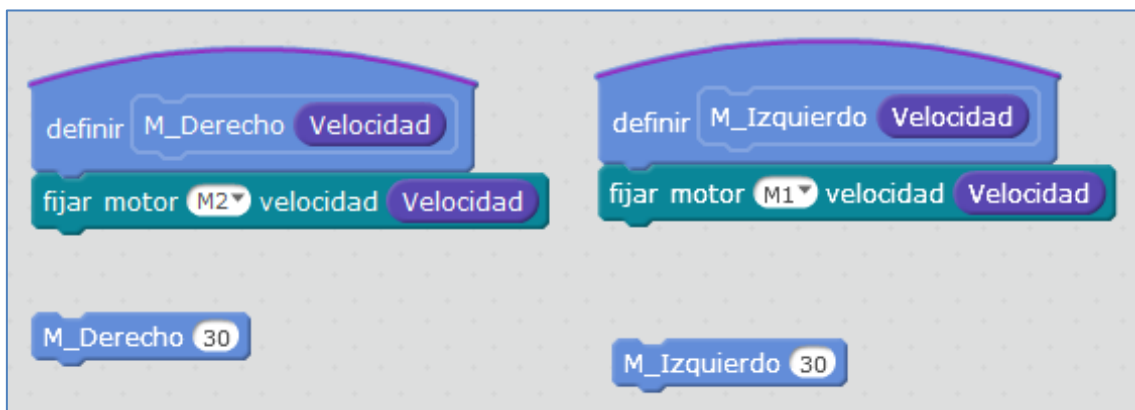 definir M_Derecho Velocidad
fijar motor M2 velocidad Velocidad
M_Derecho 30
definir M_Izquierdo Velocidad
fijar motor M1 velocidad Velocidad
M_Izquierdo 30